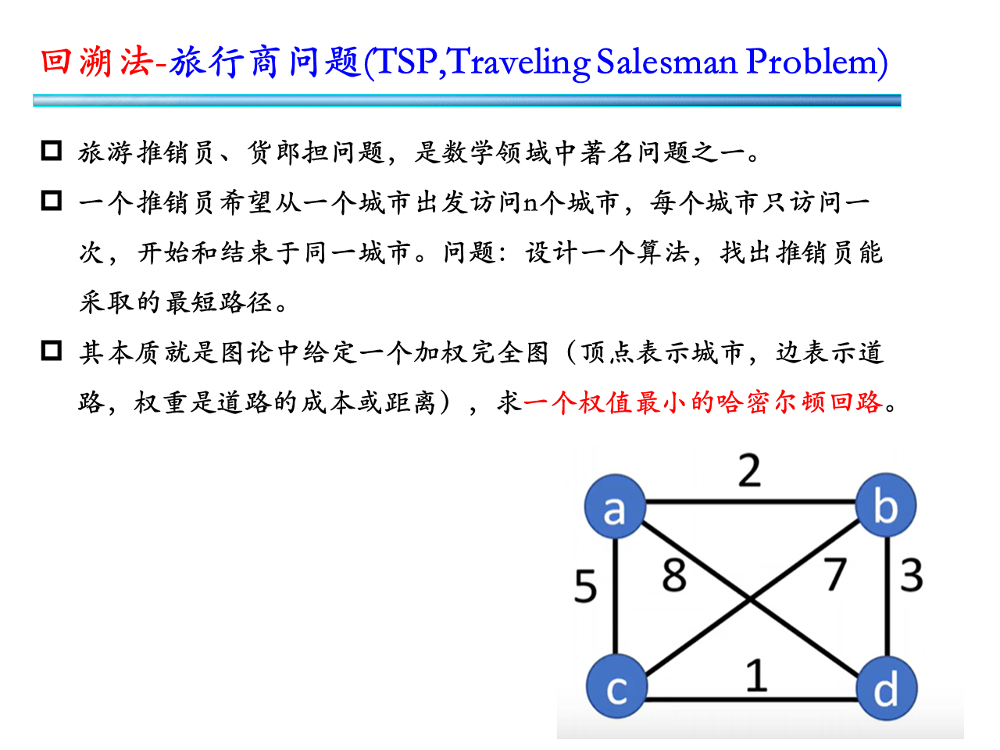 回溯法-旅行商问题(TSP,Traveling Salesman Problem)
旅游推销员、货郎担问题，是数学领域中著名问题之一。
一个推销员希望从一个城市出发访问n个城市，每个城市只访问一
次，开始和结束于同一城市。问题：设计一个算法，找出推销员能
采取的最短路径。
其本质就是图论中给定一个加权完全图（顶点表示城市，边表示道
路，权重是道路的成本或距离），求一个权值最小的哈密尔顿回路。
2
a
b
5
8
7
3
c
1
d